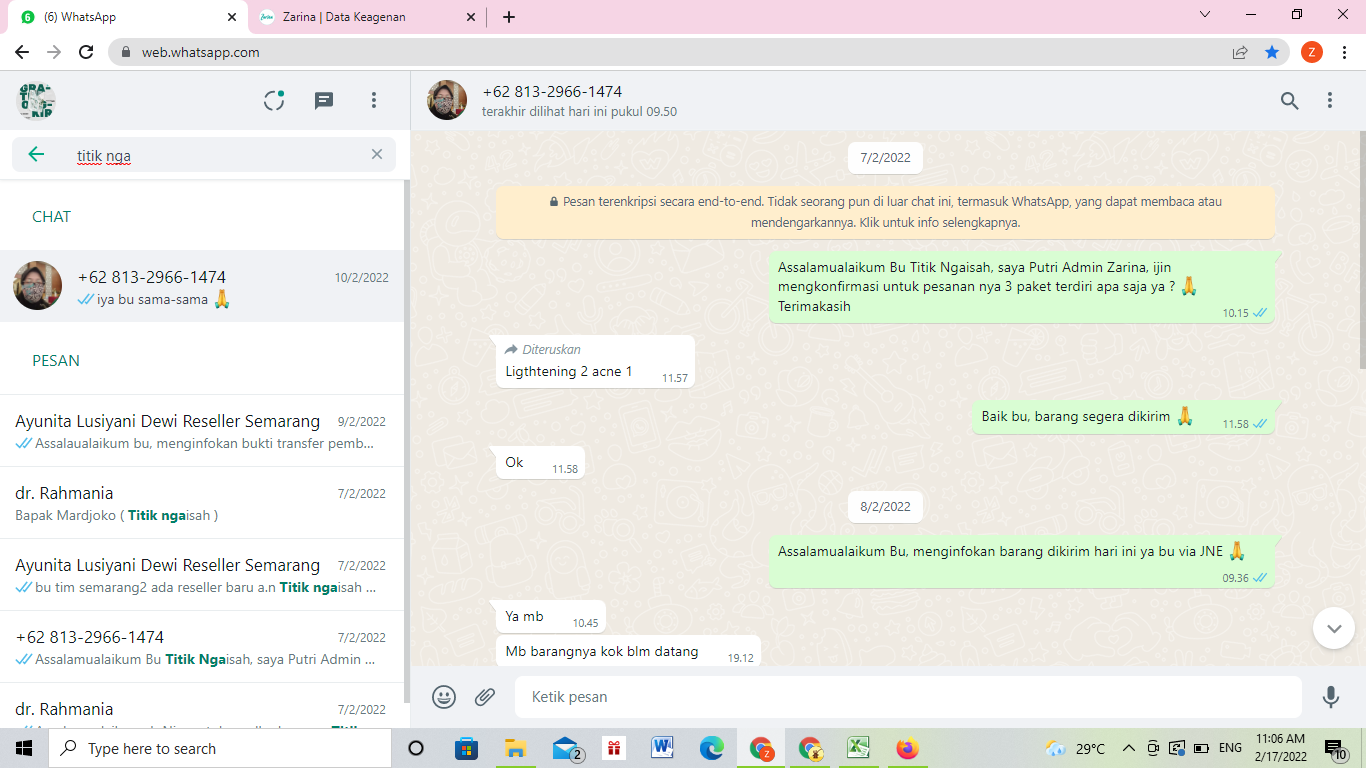 (6) WhatsApp
Zarina | Data Keagenan
web.whatsapp.com
Z
GRA-
TIS
ONG-
KIR
+62 813-2966-1474
terakhir dilihat hari ini pukul 09.50
titik nga
CHAT
+62 813-2966-1474 10/2/2022
iya bu sama-sama 🙏
PESAN
Ayunita Lusiyani Dewi Reseller Semarang 9/2/2022
Assalaualaikum bu, menginfokan bukti transfer pemb...
dr. Rahmania 7/2/2022
Bapak Mardjoko ( Titik ngaisah )
Ayunita Lusiyani Dewi Reseller Semarang 7/2/2022
bu tim semarang2 ada reseller baru a.n Titik ngaisah ...
+62 813-2966-1474 7/2/2022
Assalamualaikum Bu Titik Ngaisah, saya Putri Admin ...
dr. Rahmania 7/2/2022
7/2/2022
Pesan terenkripsi secara end-to-end. Tidak seorang pun di luar chat ini, termasuk WhatsApp, yang dapat membaca atau
mendengarkannya. Klik untuk info selengkapnya.
Assalamualaikum Bu Titik Ngaisah, saya Putri Admin Zarina, ijin
mengkonfirmasi untuk pesanan nya 3 paket terdiri apa saja ya ? 🙏
Terimakasih
10.15
Diteruskan
Ligthtening 2 acne 1 11.57
Baik bu, barang segera dikirim 🙏 11.58
Ok 11.58
8/2/2022
Assalamualaikum Bu, menginfokan barang dikirim hari ini ya bu via JNE 🙏
09.36
Ya mb 10.45
Mb barangnya kok blm datang 19.12
Ketik pesan
Type here to search
2
Z
29°C
ENG
11:06 AM
2/17/2022
10